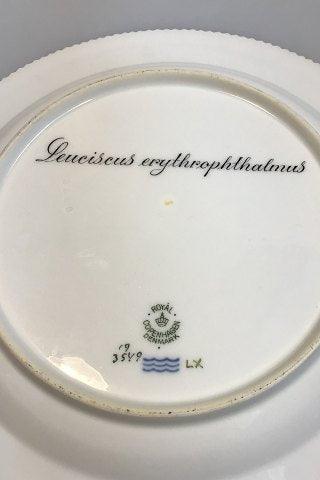 Leuciscus erythrophthalmus
ROYAL
COPENHAGEN
DENMARK
19
3549
LX